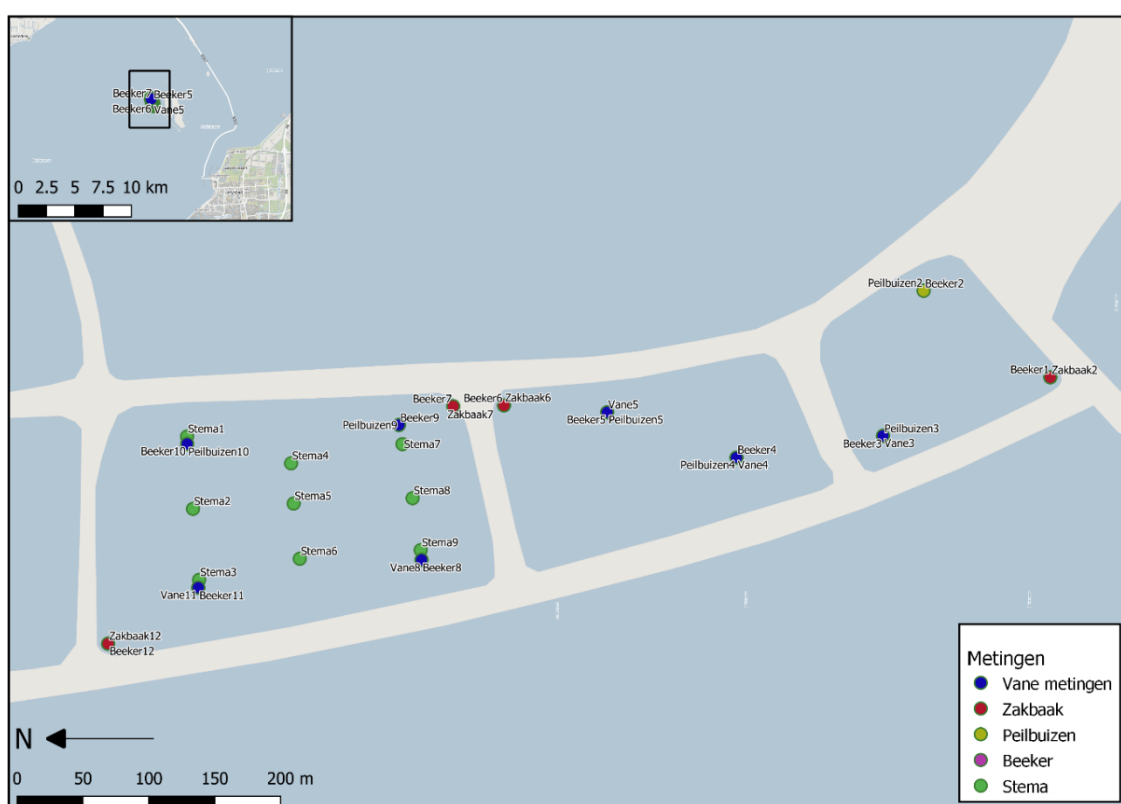 Beeker7 Beeker5
Beeker6 Vane5
0 2.5 5 7.5 10 km
Peilbuizen2 Beeker2
Beeker1 Zakbaak2
Beeker7
Beeker6 Zakbaak6
Zakbaak7
Vane5
Beeker5 Peilbuizen5
Beeker9
Peilbuizen9
Stema1
Beeker10 Peilbuizen10
Stema7
Peilbuizen3
Beeker3 Vane3
Beeker4
Peilbuizen4 Vane4
Stema4
Stema8
Stema5
Stema2
Stema9
Vane8 Beeker8
Stema6
Stema3
Vane11 Beeker11
Zakbaak12
Beeker12
Metingen
Vane metingen
Zakbaak
Peilbuizen
Beeker
Stema
N
0 50 100 150 200 m